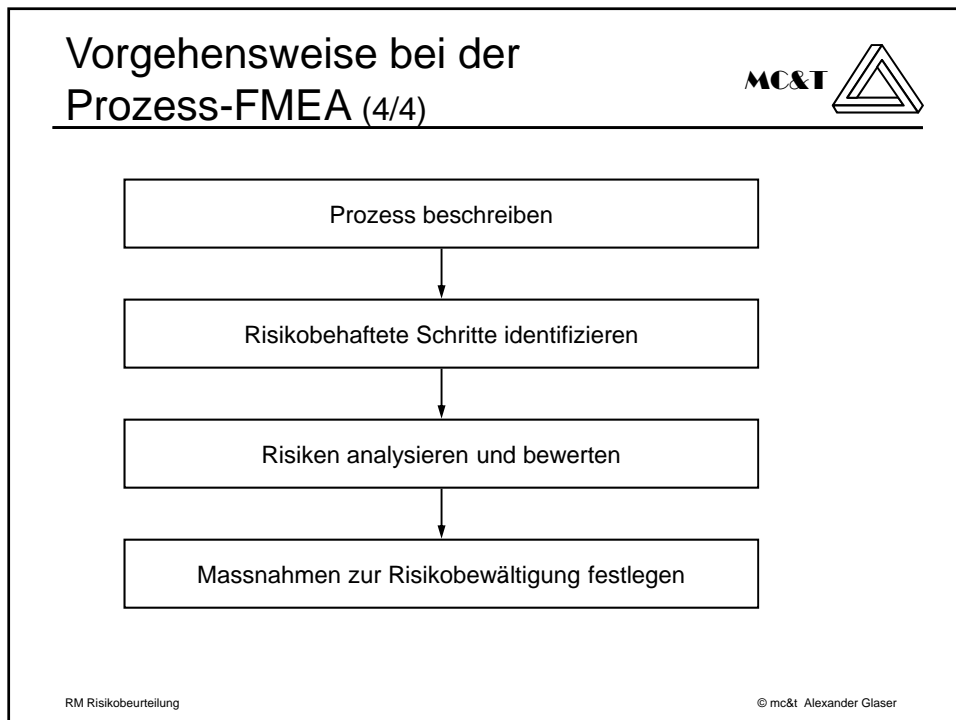 Vorgehensweise bei der
Prozess-FMEA (4/4)
MC&T
Prozess beschreiben
Risikobehaftete Schritte identifizieren
Risiken analysieren und bewerten
Massnahmen zur Risikobewältigung festlegen
RM Risikobeurteilung
© mc&t Alexander Glaser